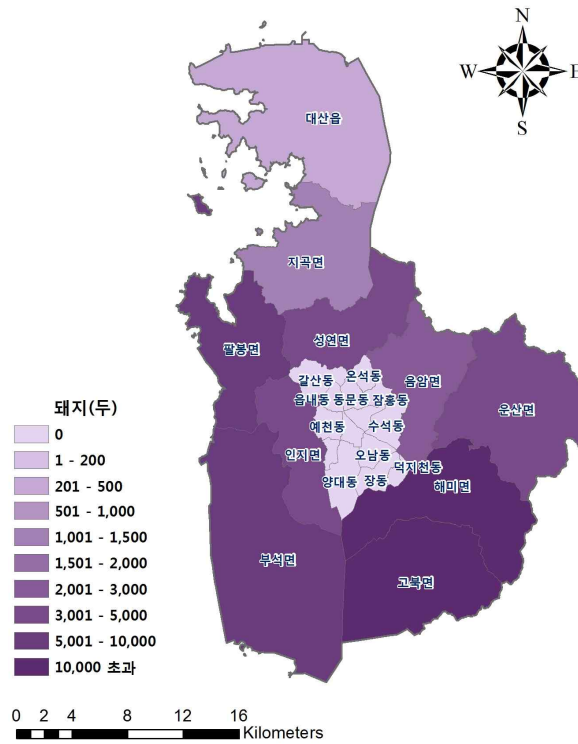 N
W
E
S
대산읍
지곡면
성연면
팔봉면
갈산동
온석동
음암면
읍내동
동문동
잠홍동
운산면
예천동
수석동
인지면
오남동
덕지천동
양대동
장동
해미면
부석면
고북면
돼지(두)
0
1 - 200
201 - 500
501 - 1,000
1,001 - 1,500
1,501 - 2,000
2,001 - 3,000
3,001 - 5,000
5,001 - 10,000
10,000 초과
0 2 4 8 12 16
Kilometers